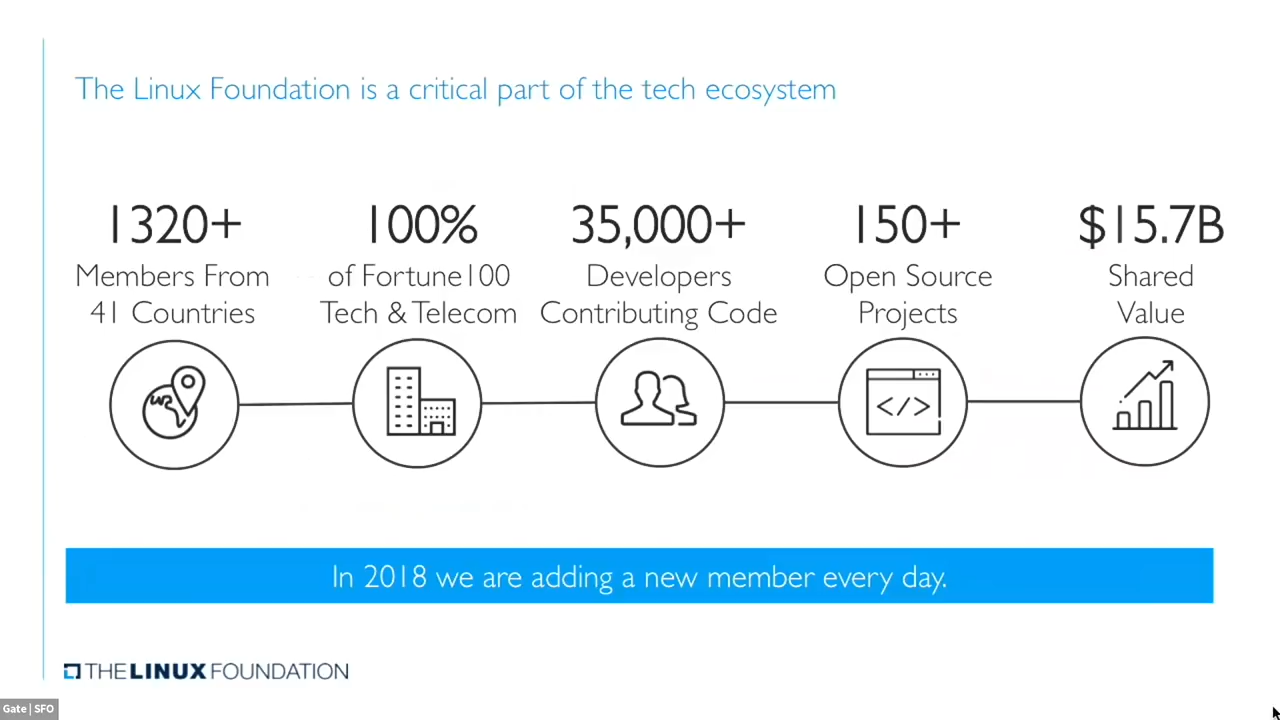 The Linux Foundation is a critical part of the tech ecosystem
1320+
Members From
41 Countries
100%
of Fortune100
Tech & Telecom
35,000+
Developers
Contributing Code
150+
Open Source
Projects
</>
$15.7B
Shared
Value
In 2018 we are adding a new member every day.
THE LINUX FOUNDATION
Gate | SFO